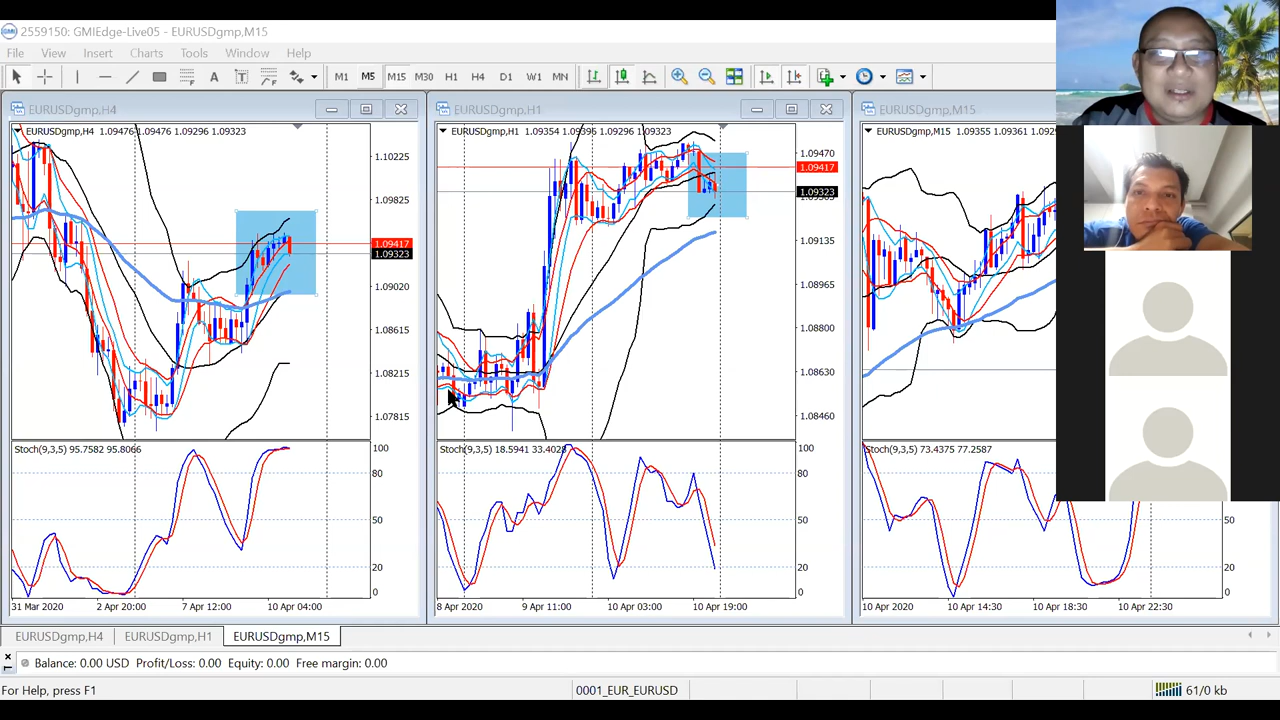 2559150: GMIEdge-Live05 - EURUSDgmp,M15
File View Insert Charts Tools Window Help
M1 M5 M15 M30 H1 H4 D1 W1 MN
EURUSDgmp,H4
EURUSDgmp,H4 1.09476 1.09476 1.09296 1.09323
1.10225
1.09825
1.09417
1.09323
1.09020
1.08615
1.08215
1.07815
Stoch(9,3,5) 95.7582 95.8066
100
80
50
20
0
31 Mar 2020 2 Apr 20:00 7 Apr 12:00 10 Apr 04:00
EURUSDgmp,H1
EURUSDgmp,H1 1.09354 1.09396 1.09296 1.09323
1.09470
1.09417
1.09323
1.09135
1.08965
1.08800
1.08630
1.08460
Stoch(9,3,5) 18.5941 33.4028
100
80
50
20
0
8 Apr 2020 9 Apr 11:00 10 Apr 03:00 10 Apr 19:00
EURUSDgmp,M15
EURUSDgmp,M15 1.09355 1.09361
Stoch(9,3,5) 73.4375 77.2587
50
20
0
10 Apr 2020 10 Apr 14:30 10 Apr 18:30 10 Apr 22:30
EURUSDgmp,H4 EURUSDgmp,H1 EURUSDgmp,M15
Balance: 0.00 USD Profit/Loss: 0.00 Equity: 0.00 Free margin: 0.00
For Help, press F1
0001_EUR_EURUSD
61/0 kb